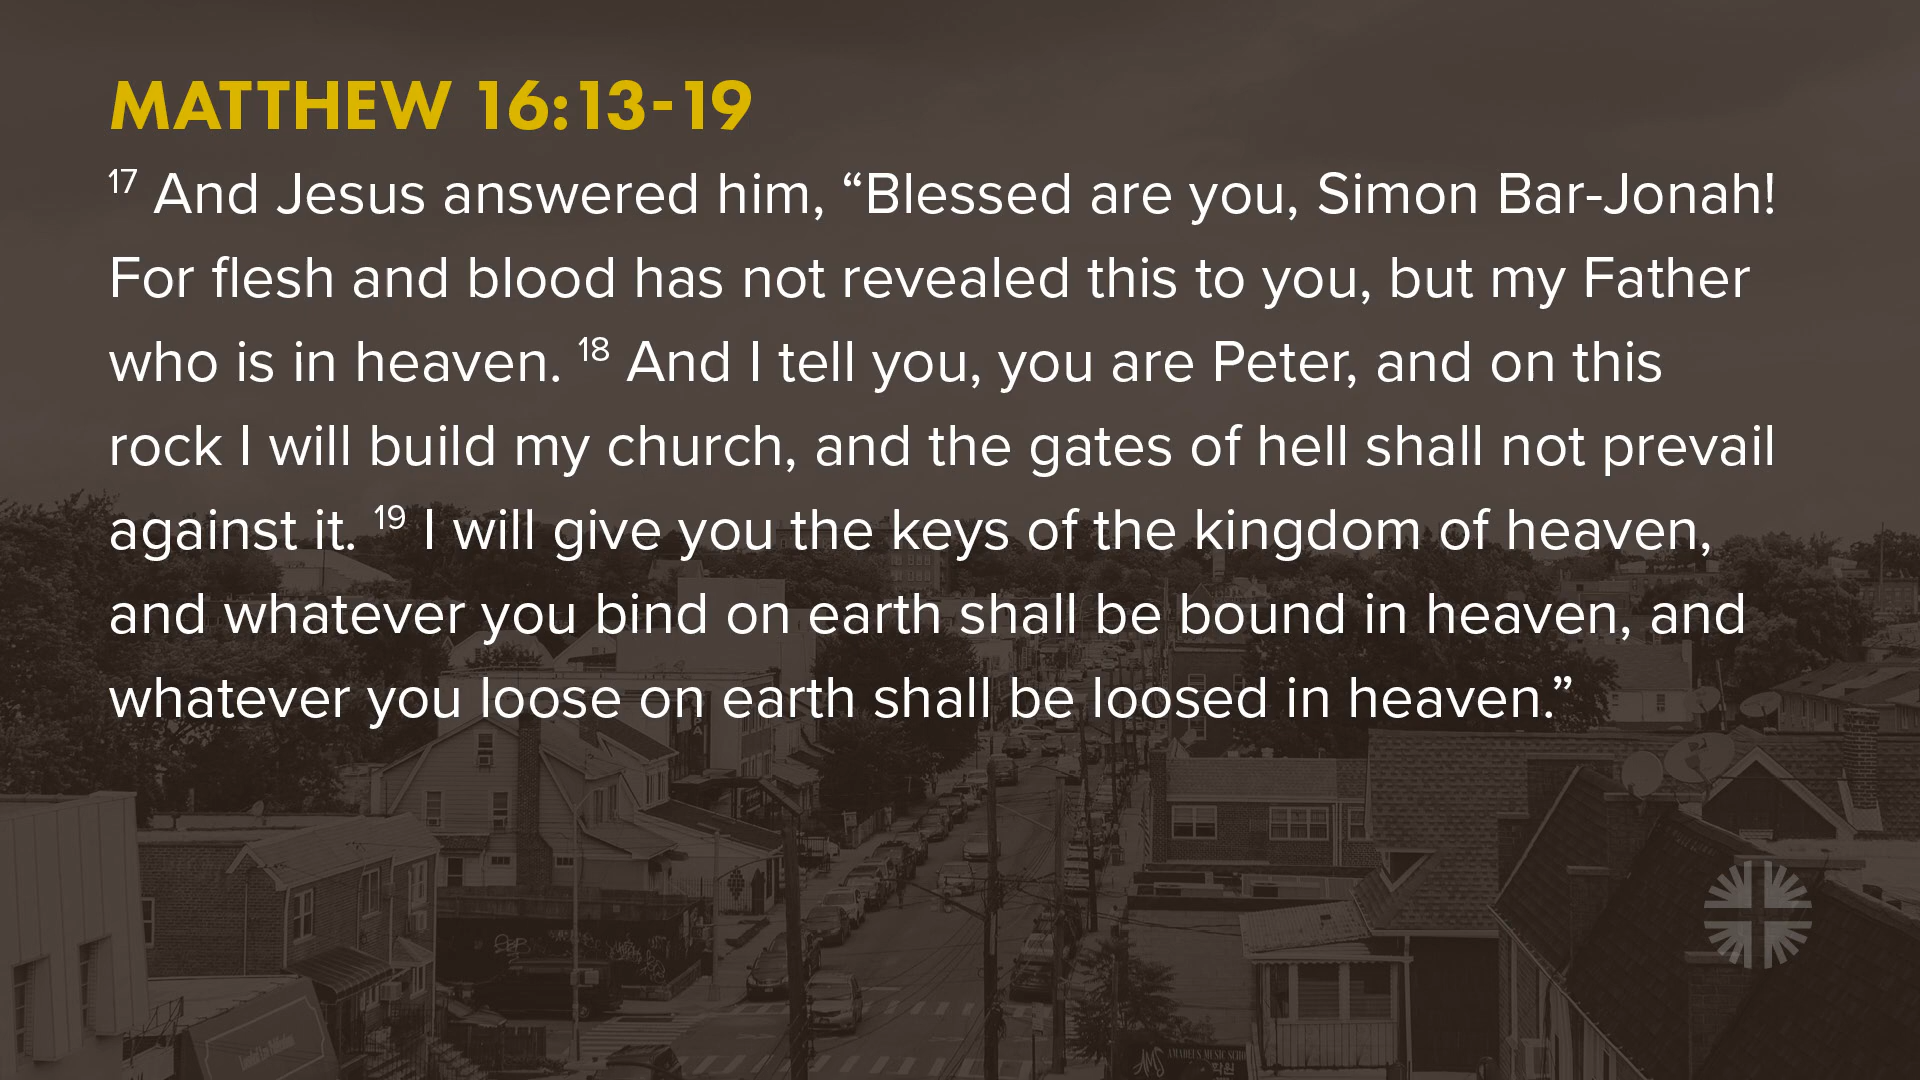 MATTHEW 16:13-19
17 And Jesus answered him, “Blessed are you, Simon Bar-Jonah!
For flesh and blood has not revealed this to you, but my Father
who is in heaven. 18 And I tell you, you are Peter, and on this
rock I will build my church, and the gates of hell shall not prevail
against it. 19 I will give you the keys of the kingdom of heaven,
and whatever you bind on earth shall be bound in heaven, and
whatever you loose on earth shall be loosed in heaven.”
AMS AMADEUS MUSIC SCHO